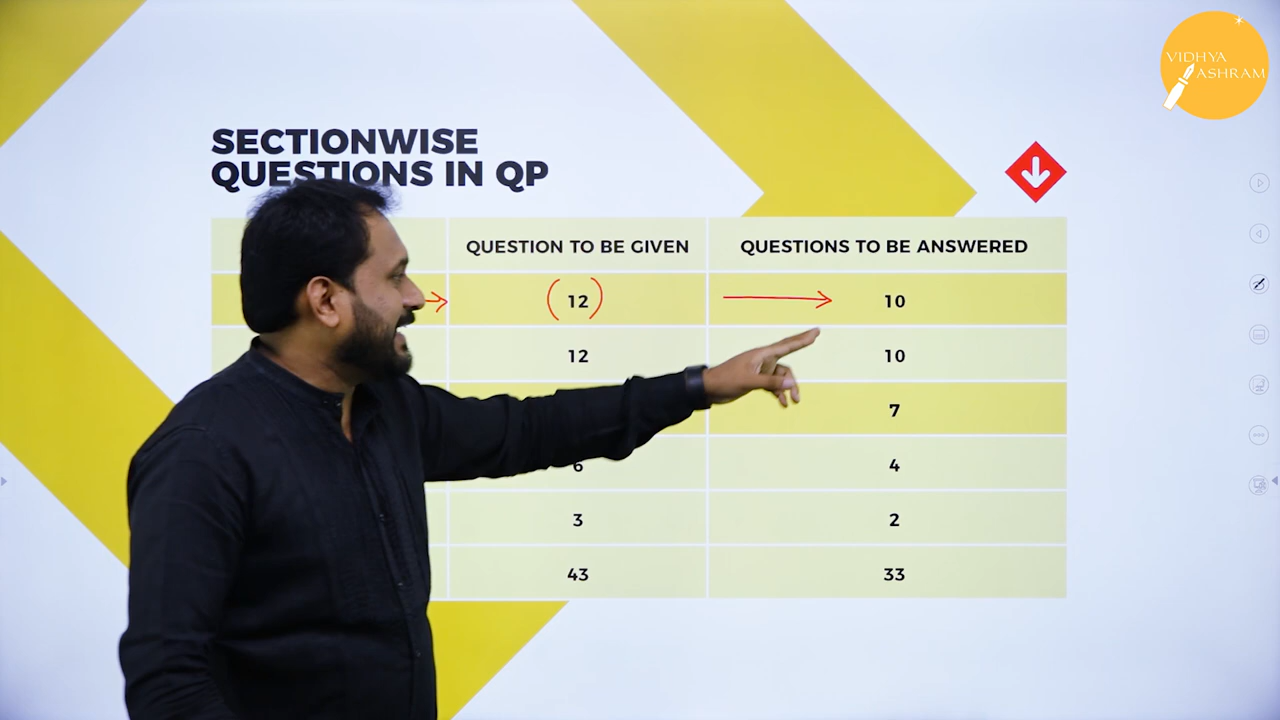 VIDHYA
ASHRAM
SECTIONWISE
QUESTIONS IN QP
QUESTION TO BE GIVEN QUESTIONS TO BE ANSWERED
(12) 10
12 10
7
6 4
3 2
43 33